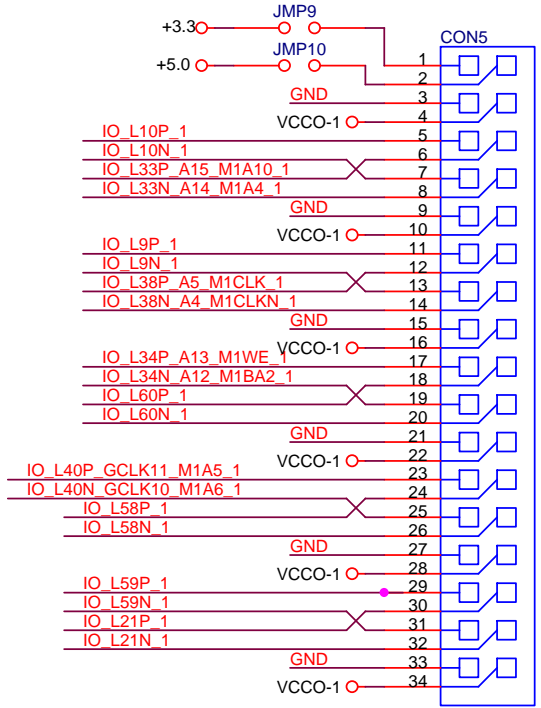 JMP9
+3.3
CON5
JMP10
1
+5.0
2
GND
3
VCCO-1
4
IO_L10P_1
5
IO_L10N_1
6
IO_L33P_A15_M1A10_1
7
IO_L33N_A14_M1A4_1
8
GND
9
VCCO-1
10
IO_L9P_1
11
IO_L9N_1
12
IO_L38P_A5_M1CLK_1
13
IO_L38N_A4_M1CLKN_1
14
GND
15
VCCO-1
16
IO_L34P_A13_M1WE_1
17
IO_L34N_A12_M1BA2_1
18
IO_L60P_1
19
IO_L60N_1
20
GND
21
VCCO-1
22
IO_L40P_GCLK11_M1A5_1
23
IO_L40N_GCLK10_M1A6_1
24
IO_L58P_1
25
IO_L58N_1
26
GND
27
VCCO-1
28
IO_L59P_1
29
IO_L59N_1
30
IO_L21P_1
31
IO_L21N_1
32
GND
33
VCCO-1
34